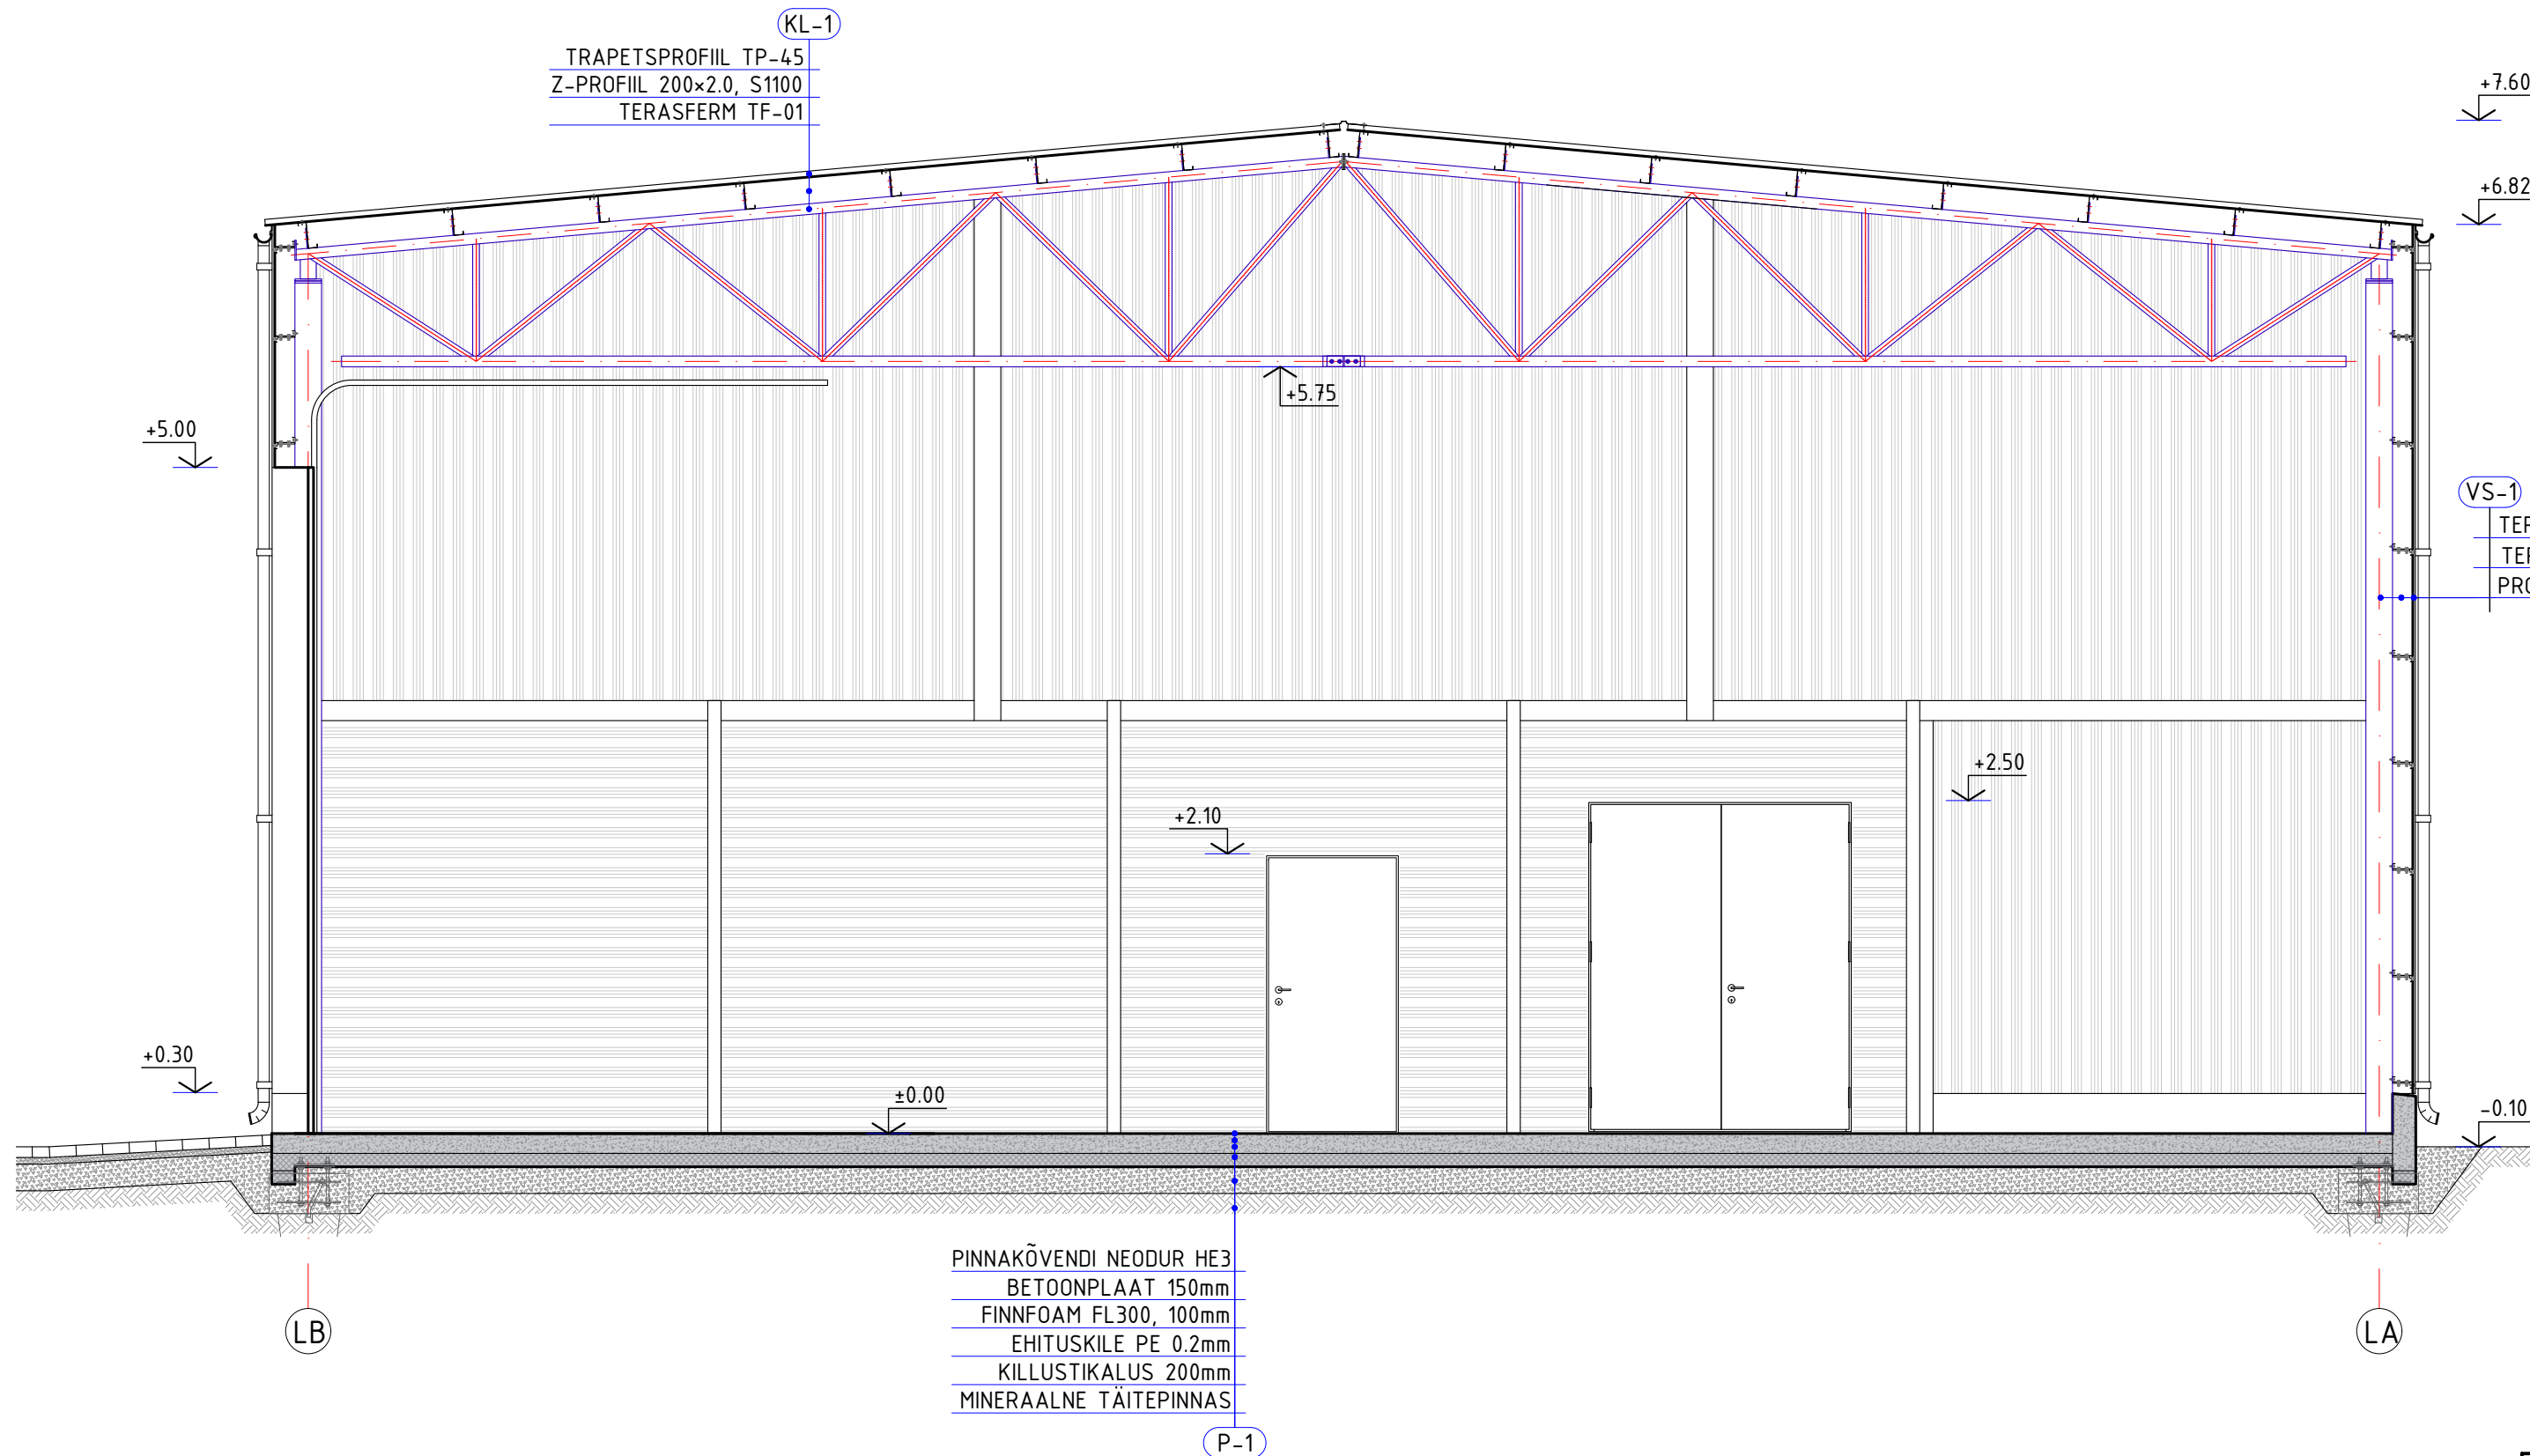 KL-1
TRAPETSPROFIIL TP-45
Z-PROFIIL 200×2.0, S1100
TERASFERM TF-01
+7.60
+6.82
+5.75
+5.00
VS-1
+2.50
+2.10
+0.30
±0.00
-0.10
PINNAKÕVENDI NEODUR HE3
BETOONPLAAT 150mm
FINNFOAM FL300, 100mm
EHITUSKILE PE 0.2mm
KILLUSTIKALUS 200mm
MINERAALNE TÄITEPINNAS
LB
LA
P-1